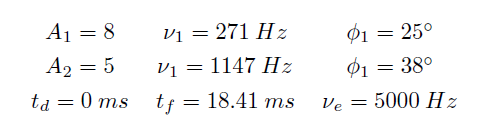 A₁ = 8 ν₁ = 271 Hz ϕ₁ = 25°
A₂ = 5 ν₁ = 1147 Hz ϕ₁ = 38°
t_d = 0 ms t_f = 18.41 ms ν_e = 5000 Hz